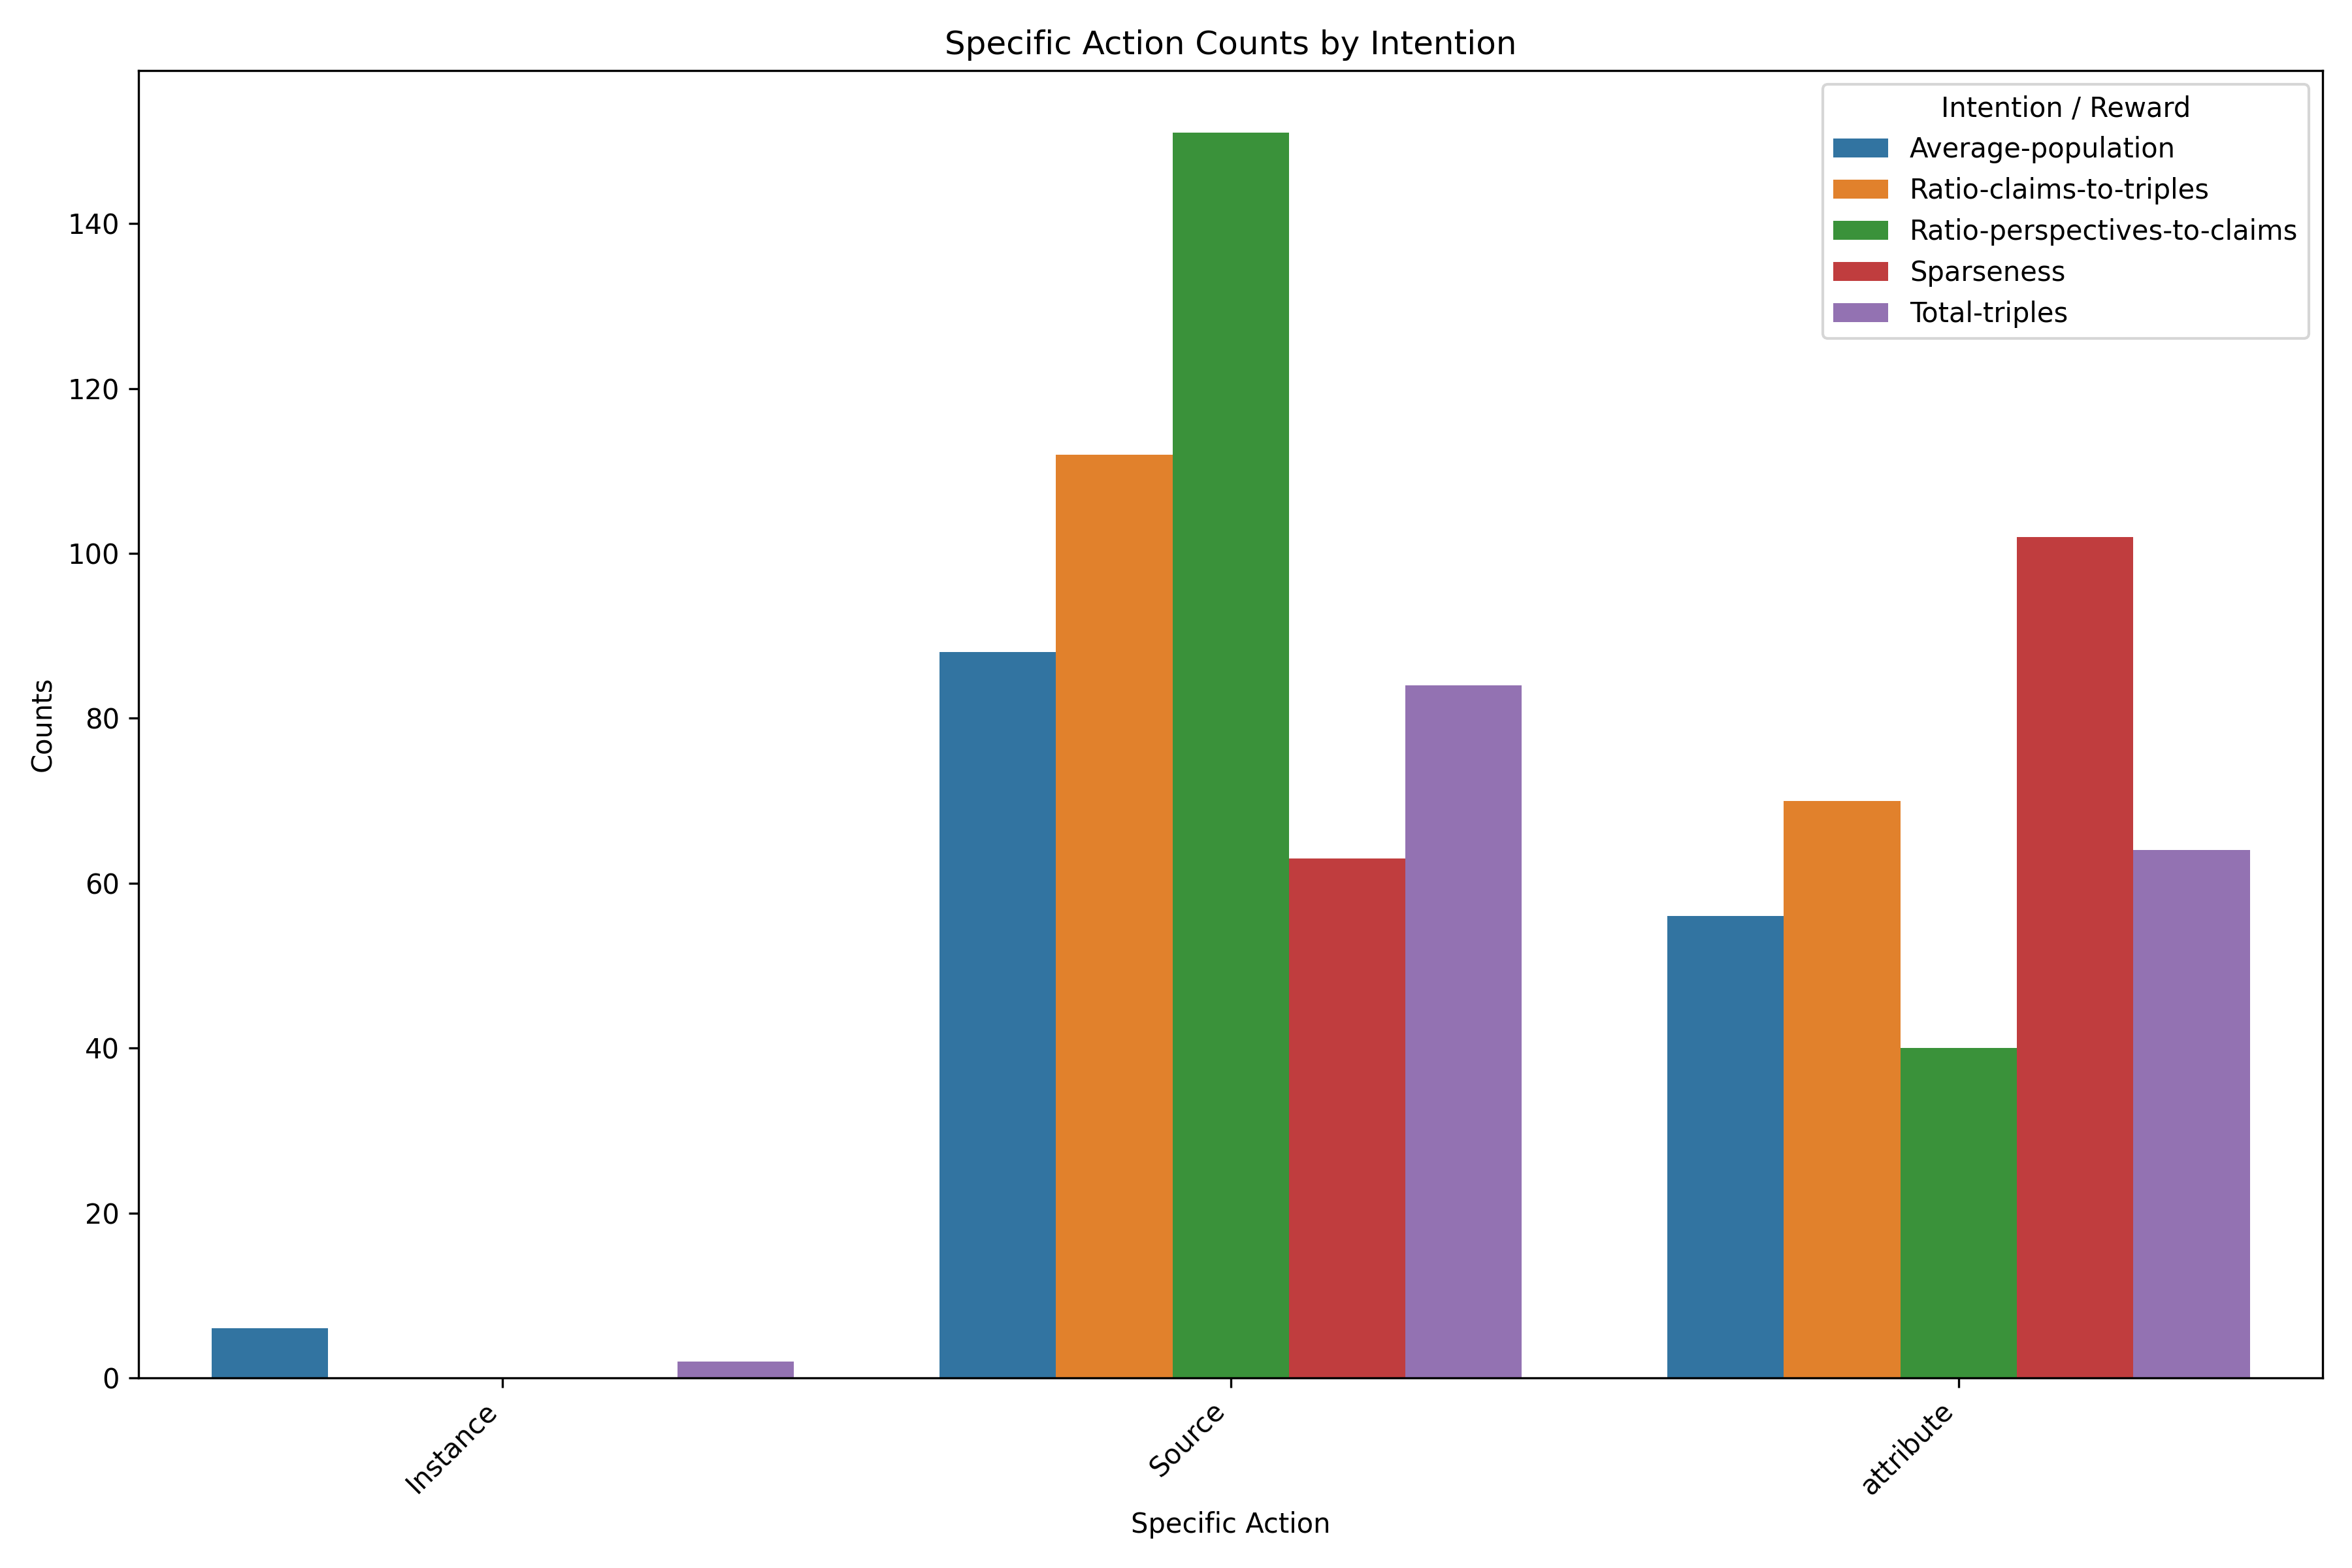 Specific Action Counts by Intention
Intention / Reward
Average-population
Ratio-claims-to-triples
Ratio-perspectives-to-claims
Sparseness
Total-triples
Counts
140
120
100
80
60
40
20
0
Instance
Source
attribute
Specific Action